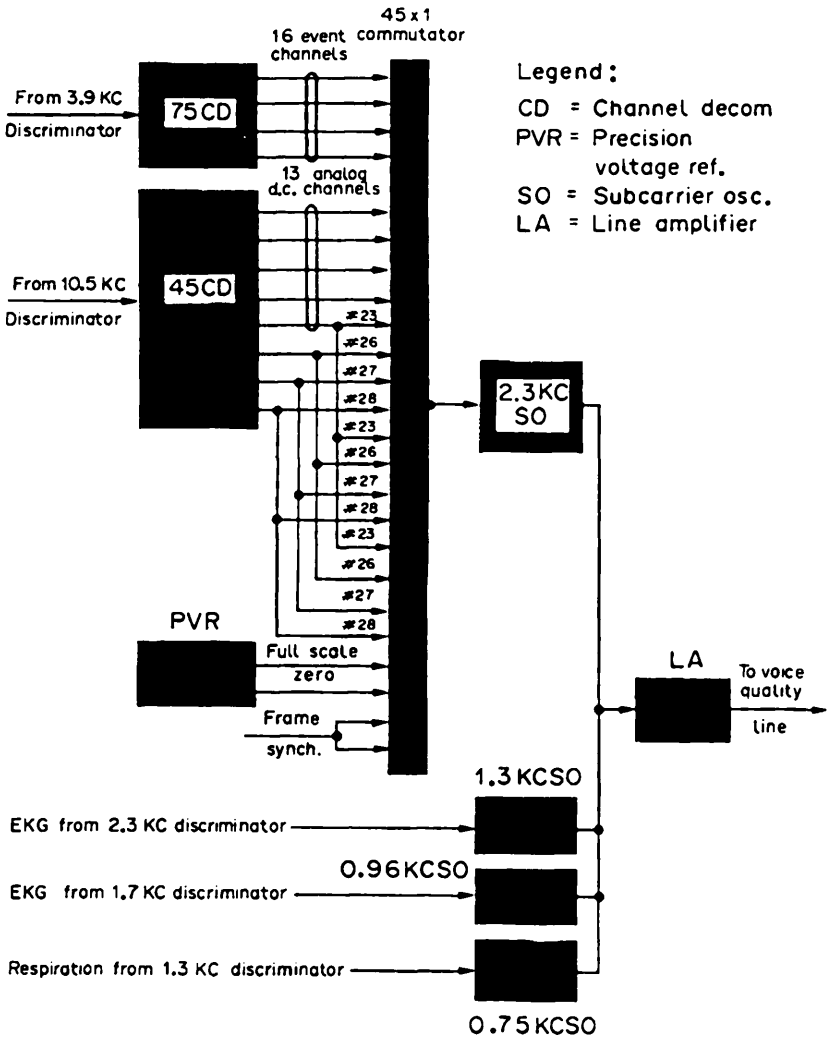 45 x 1
commutator
16 event
channels
From 3.9 KC
Discriminator
75CD
13 analog
d.c. channels
From 10.5 KC
Discriminator
45CD
#23
#26
#27
#28
#23
#26
#27
#28
#23
#26
#27
#28
PVR
Full scale
zero
Frame
synch.
Legend:
CD = Channel decom
PVR = Precision
voltage ref.
SO = Subcarrier osc.
LA = Line amplifier
2.3KC
SO
LA
To voice
quality
line
1.3 KCSO
EKG from 2.3 KC discriminator
0.96KCSO
EKG from 1.7 KC discriminator
Respiration from 1.3 KC discriminator
0.75KCSO